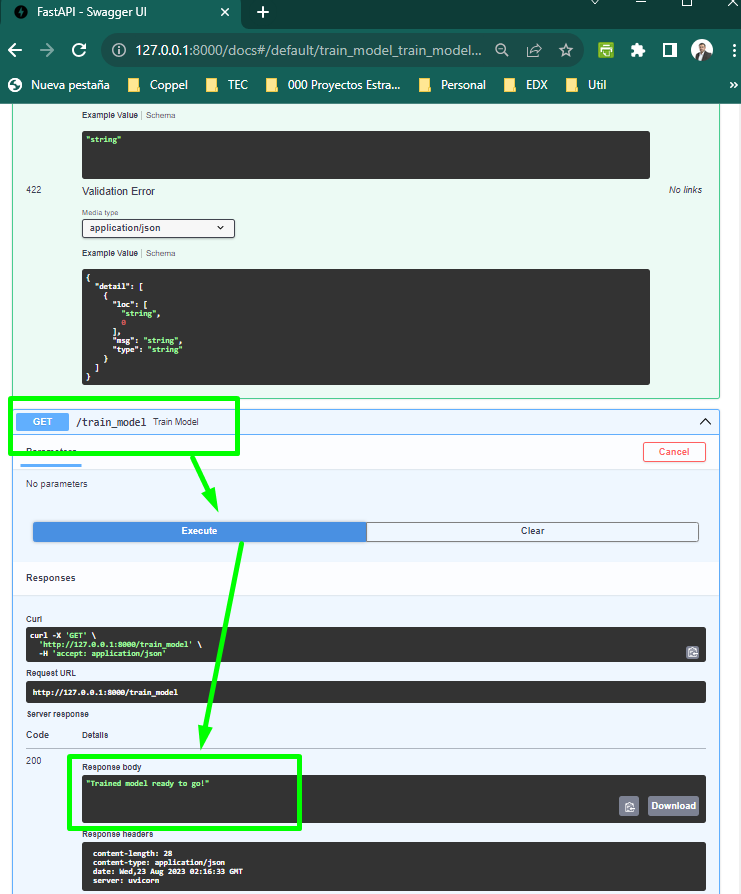 FastAPI - Swagger UI
127.0.0.1:8000/docs#/default/train_model_train_model...
Nueva pestaña
Coppel
TEC
000 Proyectos Estra...
Personal
EDX
Util
»
Example Value | Schema
"string"
422
Validation Error
No links
Media type
application/json
Example Value | Schema
{
"detail": [
{
"loc": [
"string",
0
],
"msg": "string",
"type": "string"
}
]
}
GET /train_model Train Model
Parameters
Cancel
No parameters
Execute
Clear
Responses
Curl
curl -X 'GET' \
'http://127.0.0.1:8000/train_model' \
-H 'accept: application/json'
Request URL
http://127.0.0.1:8000/train_model
Server response
Code
Details
200
Response body
"Trained model ready to go!"
Download
Response headers
content-length: 28
content-type: application/json
date: Wed,23 Aug 2023 02:16:33 GMT
server: uvicorn